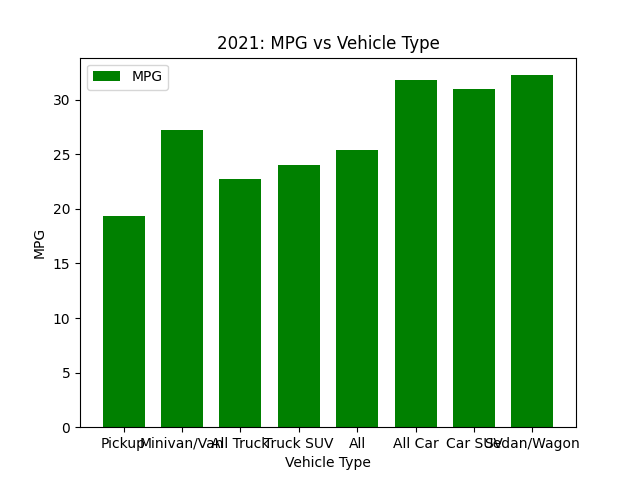 2021: MPG vs Vehicle Type
MPG
MPG
30
25
20
15
10
5
0
Pickup Minivan/Van All Truck Truck SUV All All Car Car SUV Sedan/Wagon
Vehicle Type